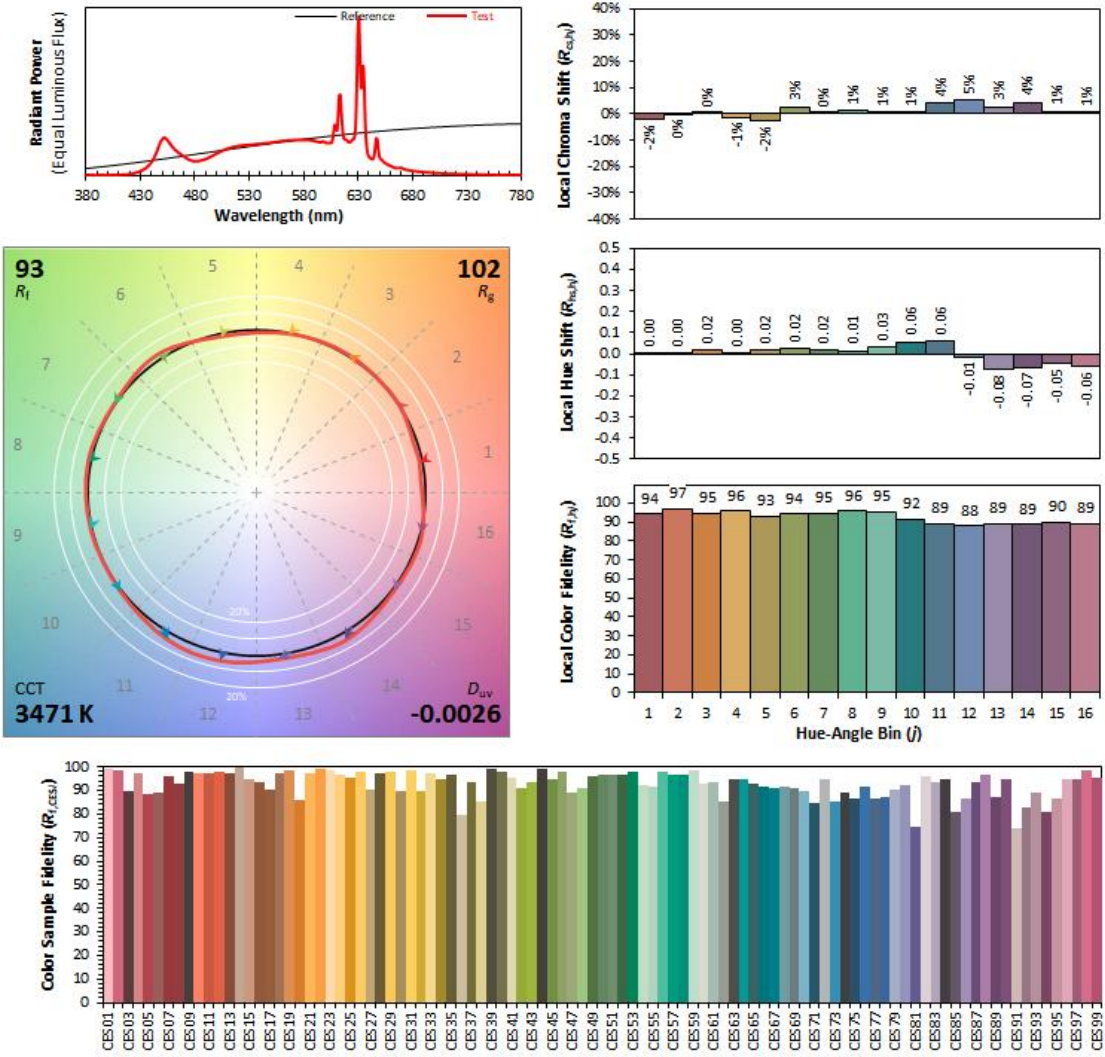 Reference Test
Radiant Power
(Equal Luminous Flux)
380 430 480 530 580 630 680 730 780
Wavelength (nm)
Local Chroma Shift (Rcs,hj)
40%
30%
20%
10%
0%
-10%
-20%
-30%
-40%
-2% 0% 0% -1% -2% 3% 0% 1% 1% 1% 4% 5% 3% 4% 1% 1%
93
Rf
102
Rg
CCT
3471 K
Duv
-0.0026
5 4
6 3
7 2
8 1
9 16
10 15
11 14
12 13
20%
20%
Local Hue Shift (Rhs,hj)
0.5
0.4
0.3
0.2
0.1
0.0
-0.1
-0.2
-0.3
-0.4
-0.5
0.00 0.00 0.02 0.00 0.02 0.02 0.02 0.01 0.03 0.06 0.06 -0.01 -0.08 -0.07 -0.05 -0.06
Local Color Fidelity (Rf,hj)
100
90
80
70
60
50
40
30
20
10
0
94 97 95 96 93 94 95 96 95 92 89 88 89 89 90 89
1 2 3 4 5 6 7 8 9 10 11 12 13 14 15 16
Hue-Angle Bin (j)
Color Sample Fidelity (Rf,CESi)
100
90
80
70
60
50
40
30
20
10
0
CES01 CES03 CES05 CES07 CES09 CES11 CES13 CES15 CES17 CES19 CES21 CES23 CES25 CES27 CES29 CES31 CES33 CES35 CES37 CES39 CES41 CES43 CES45 CES47 CES49 CES51 CES53 CES55 CES57 CES59 CES61 CES63 CES65 CES67 CES69 CES71 CES73 CES75 CES77 CES79 CES81 CES83 CES85 CES87 CES89 CES91 CES93 CES95 CES97 CES99